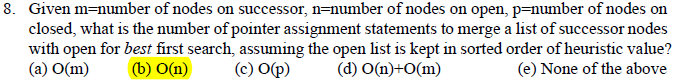 8. Given m=number of nodes on successor, n=number of nodes on open, p=number of nodes on
closed, what is the number of pointer assignment statements to merge a list of successor nodes
with open for best first search, assuming the open list is kept in sorted order of heuristic value?
(a) O(m) (b) O(n) (c) O(p) (d) O(n)+O(m) (e) None of the above